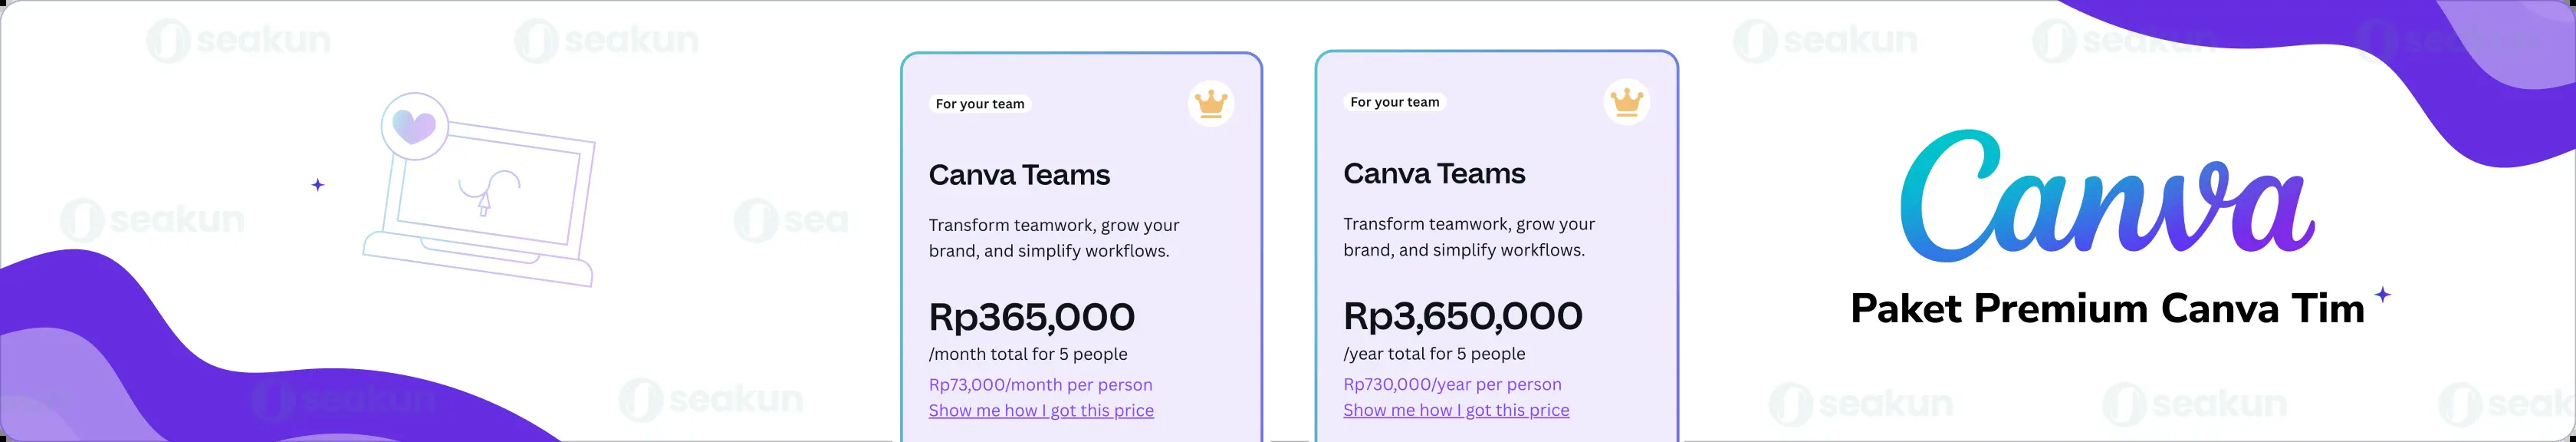 seakun
seakun
seakun
seakun
seakun
seakun
sea
seakun
seakun
For your team
Canva Teams
Transform teamwork, grow your
brand, and simplify workflows.
Rp365,000
/month total for 5 people
Rp73,000/month per person
Show me how I got this price
For your team
Canva Teams
Transform teamwork, grow your
brand, and simplify workflows.
Rp3,650,000
/year total for 5 people
Rp730,000/year per person
Show me how I got this price
Canva
Paket Premium Canva Tim
seakun
seakun
seak